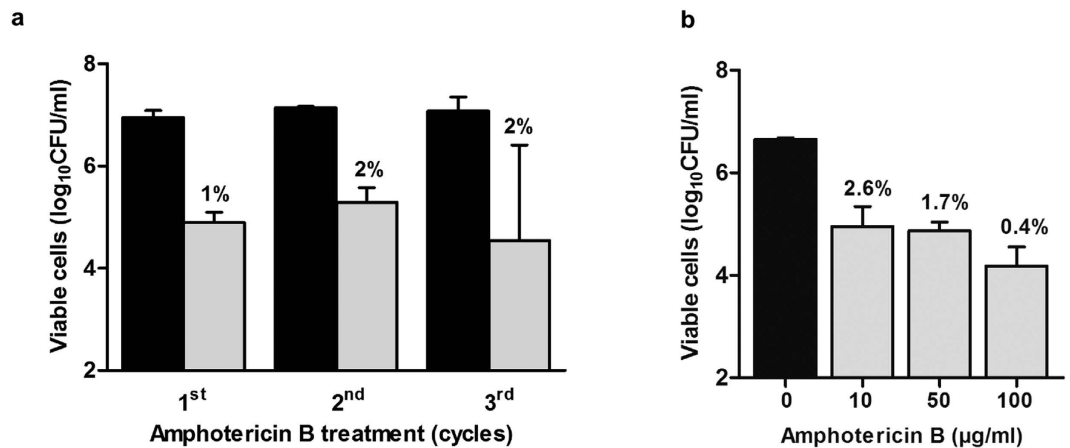 a
Viable cells (log₁₀CFU/ml)
8
6
4
2
1%
2%
2%
1ˢᵗ
2ⁿᵈ
3ʳᵈ
Amphotericin B treatment (cycles)
b
Viable cells (log₁₀CFU/ml)
8
6
4
2
2.6%
1.7%
0.4%
0
10
50
100
Amphotericin B (µg/ml)